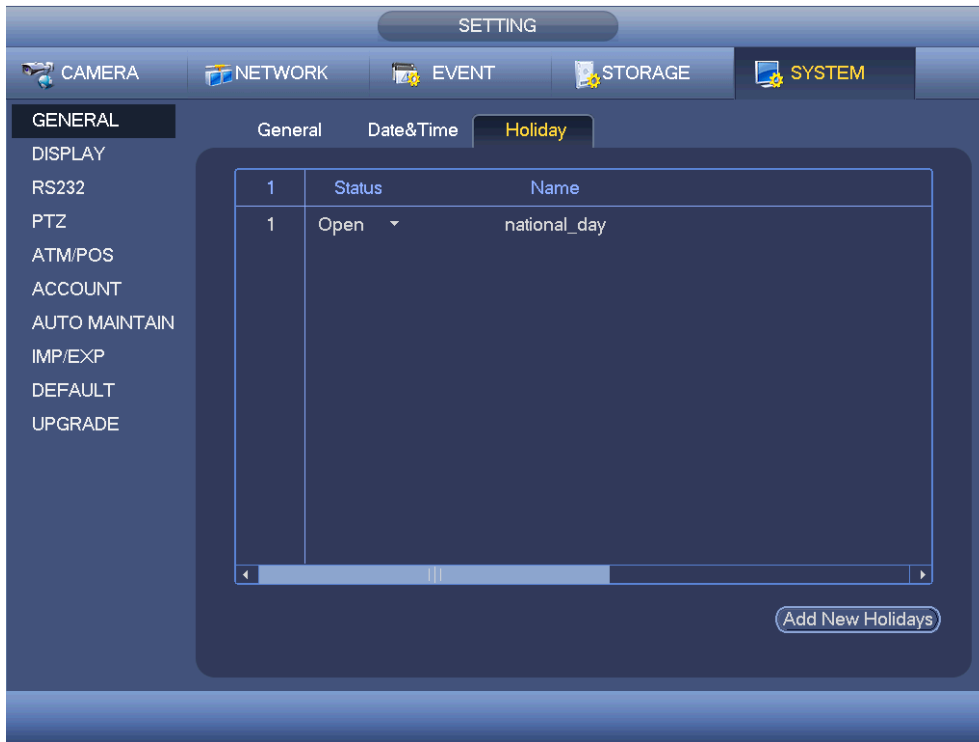 SETTING
CAMERA NETWORK EVENT STORAGE SYSTEM
GENERAL
DISPLAY
RS232
PTZ
ATM/POS
ACCOUNT
AUTO MAINTAIN
IMP/EXP
DEFAULT
UPGRADE
General Date&Time Holiday
1 Status Name
1 Open national_day
Add New Holidays